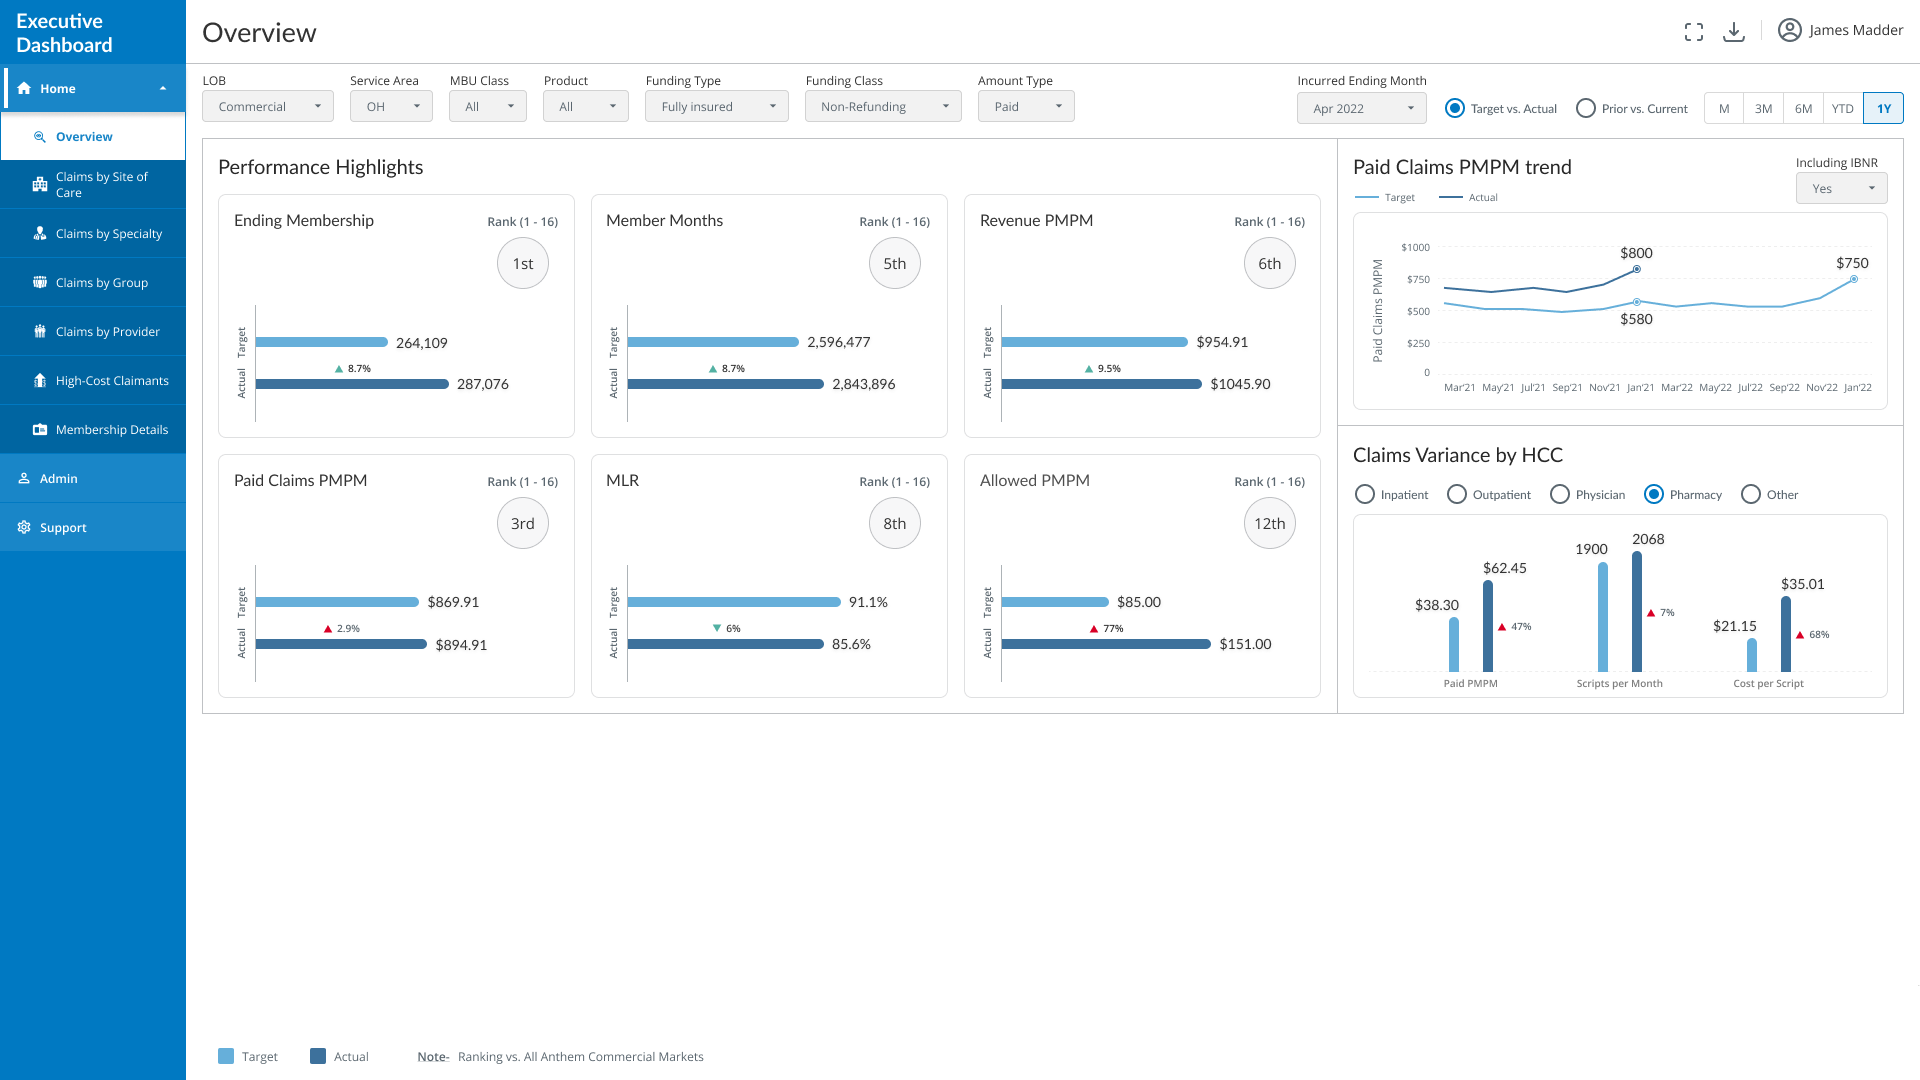 Executive
Dashboard
Home
Overview
Claims by Site of
Care
Claims by Specialty
Claims by Group
Claims by Provider
High-Cost Claimants
Membership Details
Admin
Support
Overview
James Madder
LOB
Commercial
Service Area
OH
MBU Class
All
Product
All
Funding Type
Fully insured
Funding Class
Non-Refunding
Amount Type
Paid
Incurred Ending Month
Apr 2022
Target vs. Actual
Prior vs. Current
M
3M
6M
YTD
1Y
Performance Highlights
Ending Membership
Rank (1 - 16)
1st
Target
264,109
8.7%
Actual
287,076
Member Months
Rank (1 - 16)
5th
Target
2,596,477
8.7%
Actual
2,843,896
Revenue PMPM
Rank (1 - 16)
6th
Target
$954.91
9.5%
Actual
$1045.90
Paid Claims PMPM
Rank (1 - 16)
3rd
Target
$869.91
2.9%
Actual
$894.91
MLR
Rank (1 - 16)
8th
Target
91.1%
6%
Actual
85.6%
Allowed PMPM
Rank (1 - 16)
12th
Target
$85.00
77%
Actual
$151.00
Paid Claims PMPM trend
Including IBNR
Yes
Target
Actual
Paid Claims PMPM
$1000
$750
$500
$250
0
$800
$580
$750
Mar'21 May'21 Jul'21 Sep'21 Nov'21 Jan'21 Mar'22 May'22 Jul'22 Sep'22 Nov'22 Jan'22
Claims Variance by HCC
Inpatient
Outpatient
Physician
Pharmacy
Other
$38.30
$62.45
47%
Paid PMPM
1900
2068
7%
Scripts per Month
$21.15
$35.01
68%
Cost per Script
Target
Actual
Note- Ranking vs. All Anthem Commercial Markets